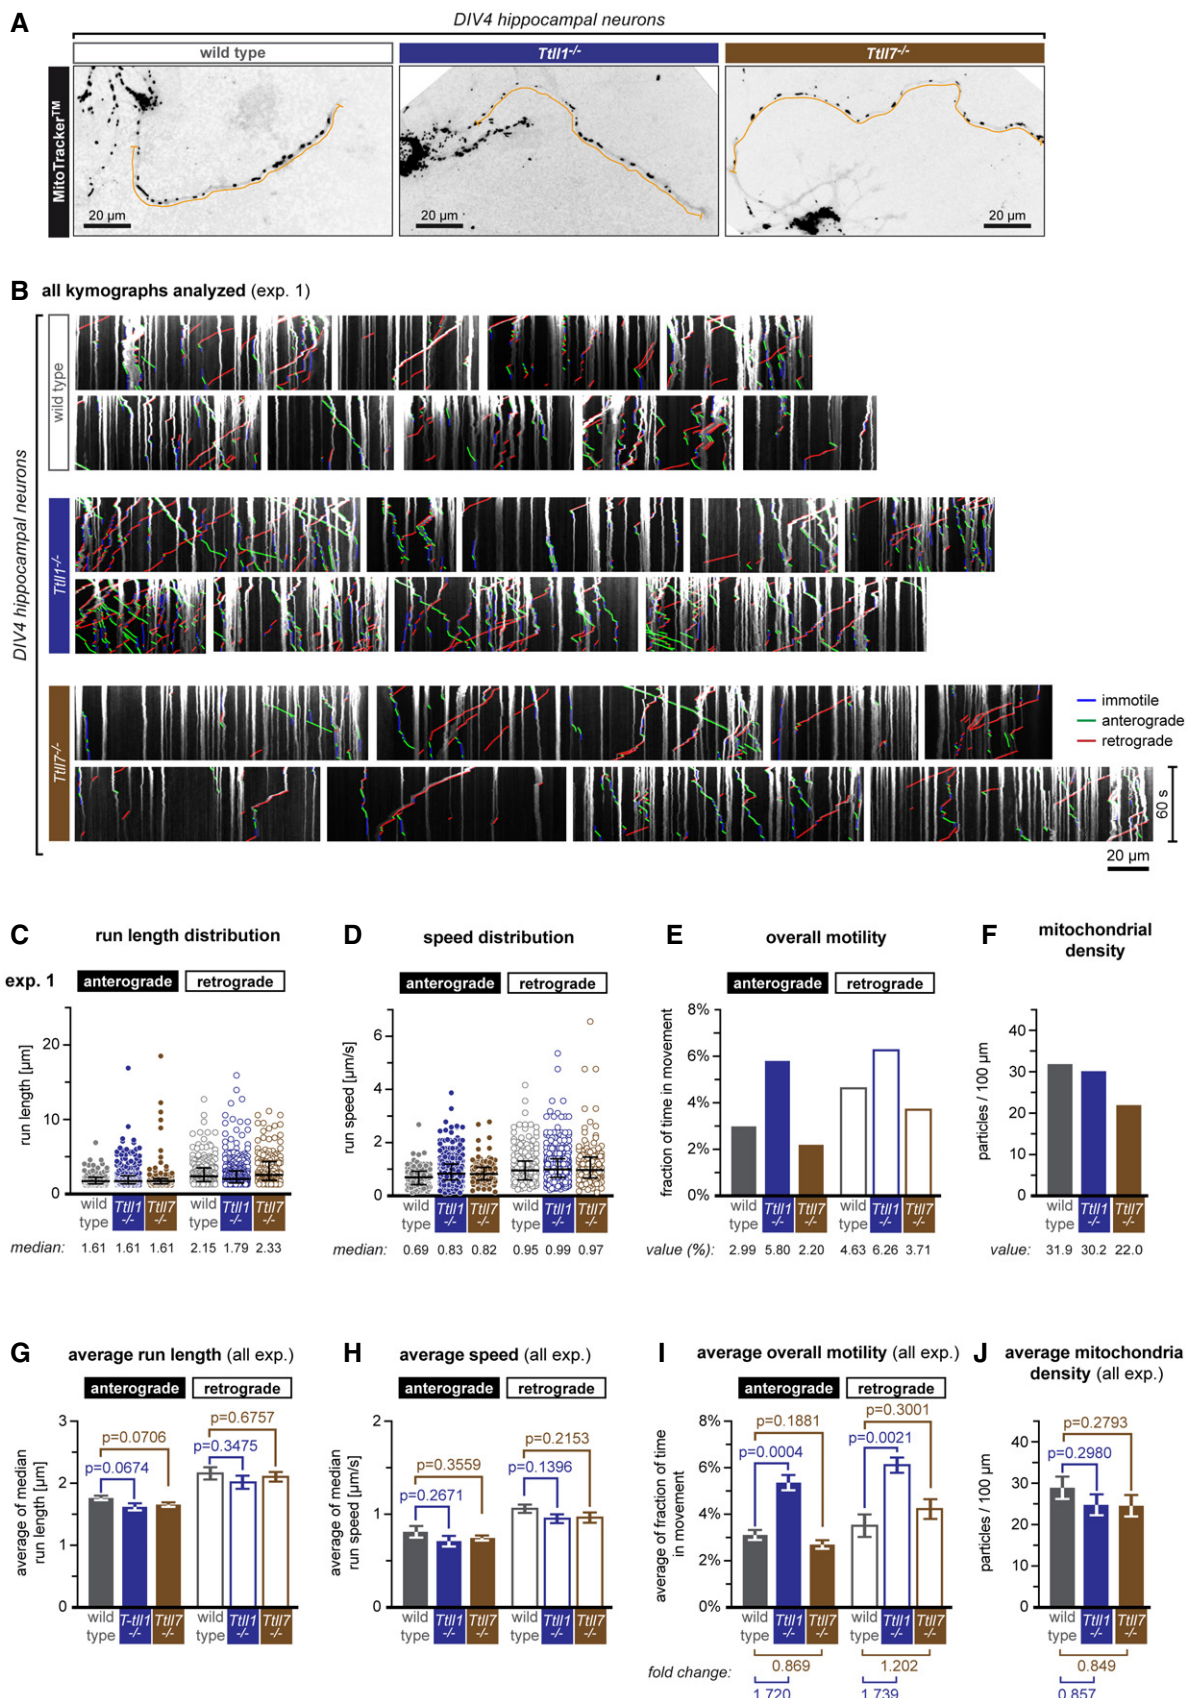 A
DIV4 hippocampal neurons
wild type Ttll1-/- Ttll7-/-
MitoTracker™
20 µm 20 µm 20 µm
B all kymographs analyzed (exp. 1)
DIV4 hippocampal neurons
wild type
Ttll1-/-
Ttll7-/-
immotile
anterograde
retrograde
60 s
20 µm
C run length distribution
exp. 1 anterograde retrograde
run length [µm]
20
10
0
wild type Ttll1 -/- Ttll7 -/- wild type Ttll1 -/- Ttll7 -/-
median: 1.61 1.61 1.61 2.15 1.79 2.33
D speed distribution
anterograde retrograde
run speed [µm/s]
6
4
2
0
wild type Ttll1 -/- Ttll7 -/- wild type Ttll1 -/- Ttll7 -/-
median: 0.69 0.83 0.82 0.95 0.99 0.97
E overall motility
anterograde retrograde
fraction of time in movement
8%
6%
4%
2%
0%
wild type Ttll1 -/- Ttll7 -/- wild type Ttll1 -/- Ttll7 -/-
value (%): 2.99 5.80 2.20 4.63 6.26 3.71
F mitochondrial
density
particles / 100 µm
40
30
20
10
0
wild type Ttll1 -/- Ttll7 -/-
value: 31.9 30.2 22.0
G average run length (all exp.)
anterograde retrograde
average of median
run length [µm]
3
2
1
0
p=0.0706
p=0.0674
p=0.6757
p=0.3475
wild type T-tll1 -/- Ttll7 -/- wild type Ttll1 -/- Ttll7 -/-
H average speed (all exp.)
anterograde retrograde
average of median
run speed [µm/s]
2
1
0
p=0.3559
p=0.2671
p=0.2153
p=0.1396
wild type Ttll1 -/- Ttll7 -/- wild type Ttll1 -/- Ttll7 -/-
I average overall motility (all exp.)
anterograde retrograde
average of fraction of time
in movement
8%
6%
4%
2%
0%
p=0.1881
p=0.0004
p=0.3001
p=0.0021
wild type Ttll1 -/- Ttll7 -/- wild type Ttll1 -/- Ttll7 -/-
fold change: 0.869 1.202
1.720 1.739
J average mitochondria
density (all exp.)
particles / 100 µm
40
30
20
10
0
p=0.2793
p=0.2980
wild type Ttll1 -/- Ttll7 -/-
0.849
0.857